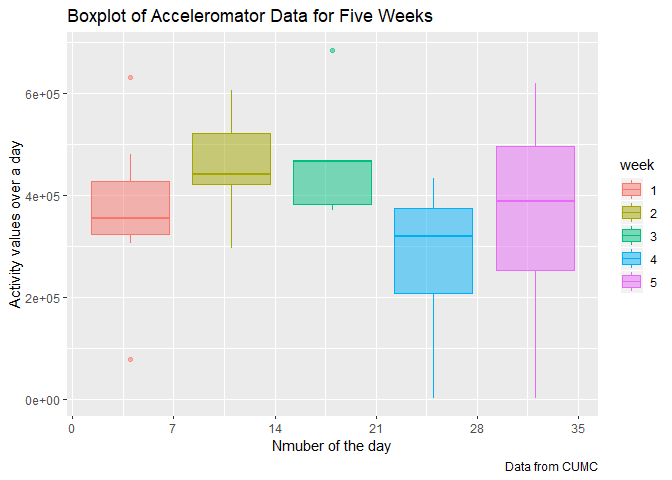 Boxplot of Acceleromator Data for Five Weeks
Activity values over a day
6e+05
4e+05
2e+05
0e+00
0 7 14 21 28 35
Nmuber of the day
week
1
2
3
4
5
Data from CUMC